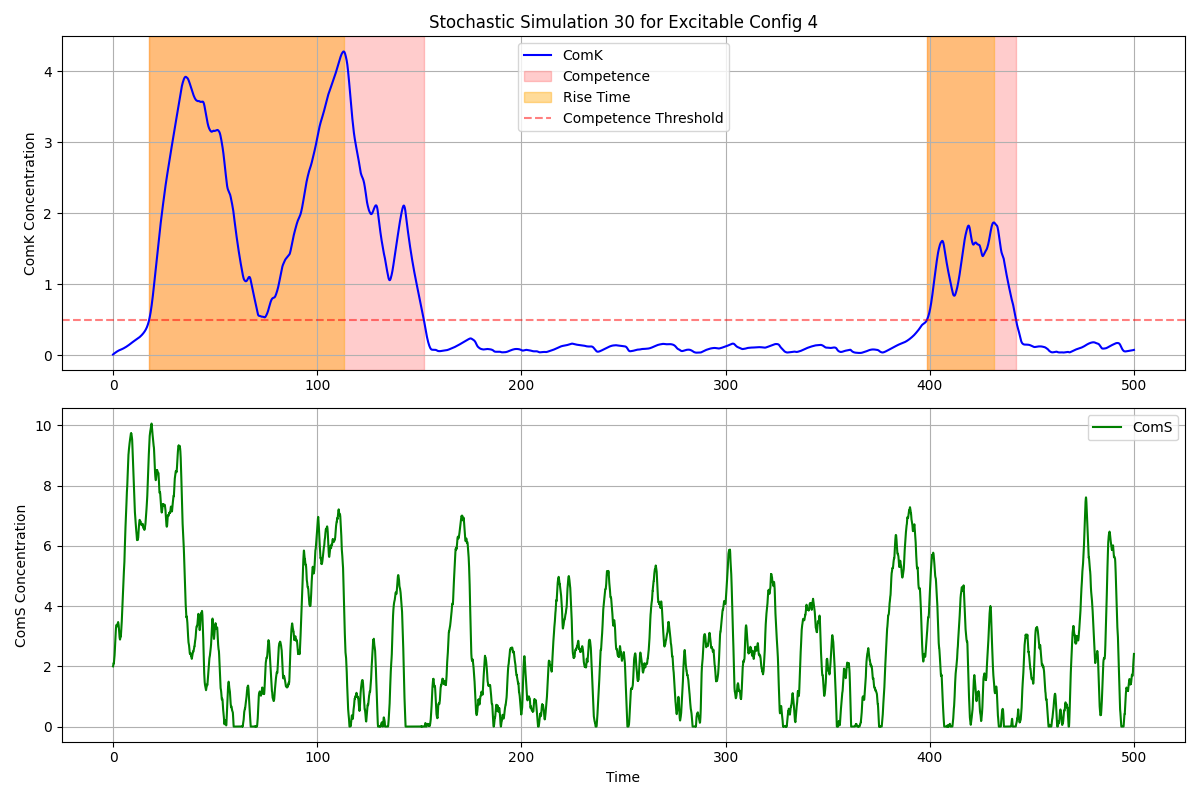 Stochastic Simulation 30 for Excitable Config 4
ComK
Competence
Rise Time
Competence Threshold
ComK Concentration
4
3
2
1
0
0 100 200 300 400 500
ComS
ComS Concentration
10
8
6
4
2
0
0 100 200 300 400 500
Time